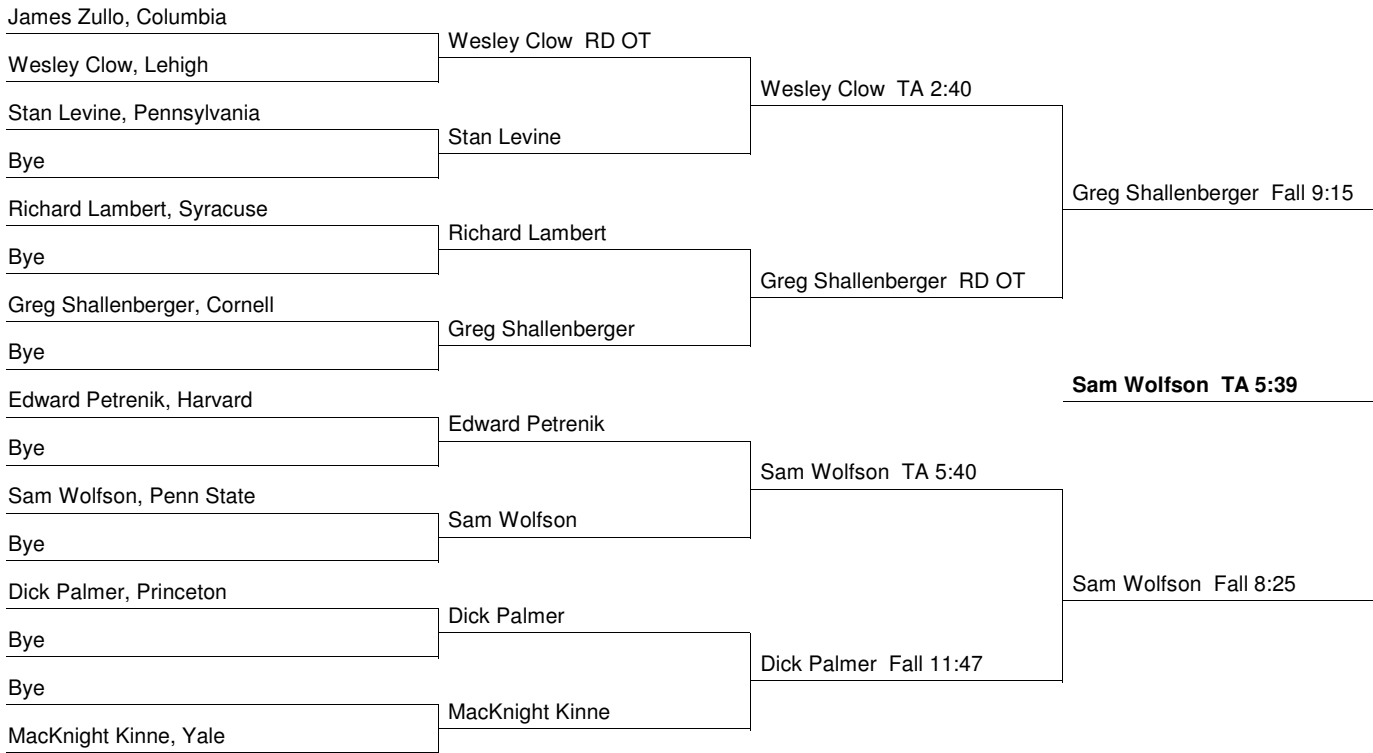 James Zullo, Columbia
Wesley Clow, Lehigh
Stan Levine, Pennsylvania
Bye
Richard Lambert, Syracuse
Bye
Greg Shallenberger, Cornell
Bye
Edward Petrenik, Harvard
Bye
Sam Wolfson, Penn State
Bye
Dick Palmer, Princeton
Bye
Bye
MacKnight Kinne, Yale
Wesley Clow RD OT
Stan Levine
Richard Lambert
Greg Shallenberger
Edward Petrenik
Sam Wolfson
Dick Palmer
MacKnight Kinne
Wesley Clow TA 2:40
Greg Shallenberger RD OT
Sam Wolfson TA 5:40
Dick Palmer Fall 11:47
Greg Shallenberger Fall 9:15
Sam Wolfson TA 5:39
Sam Wolfson Fall 8:25